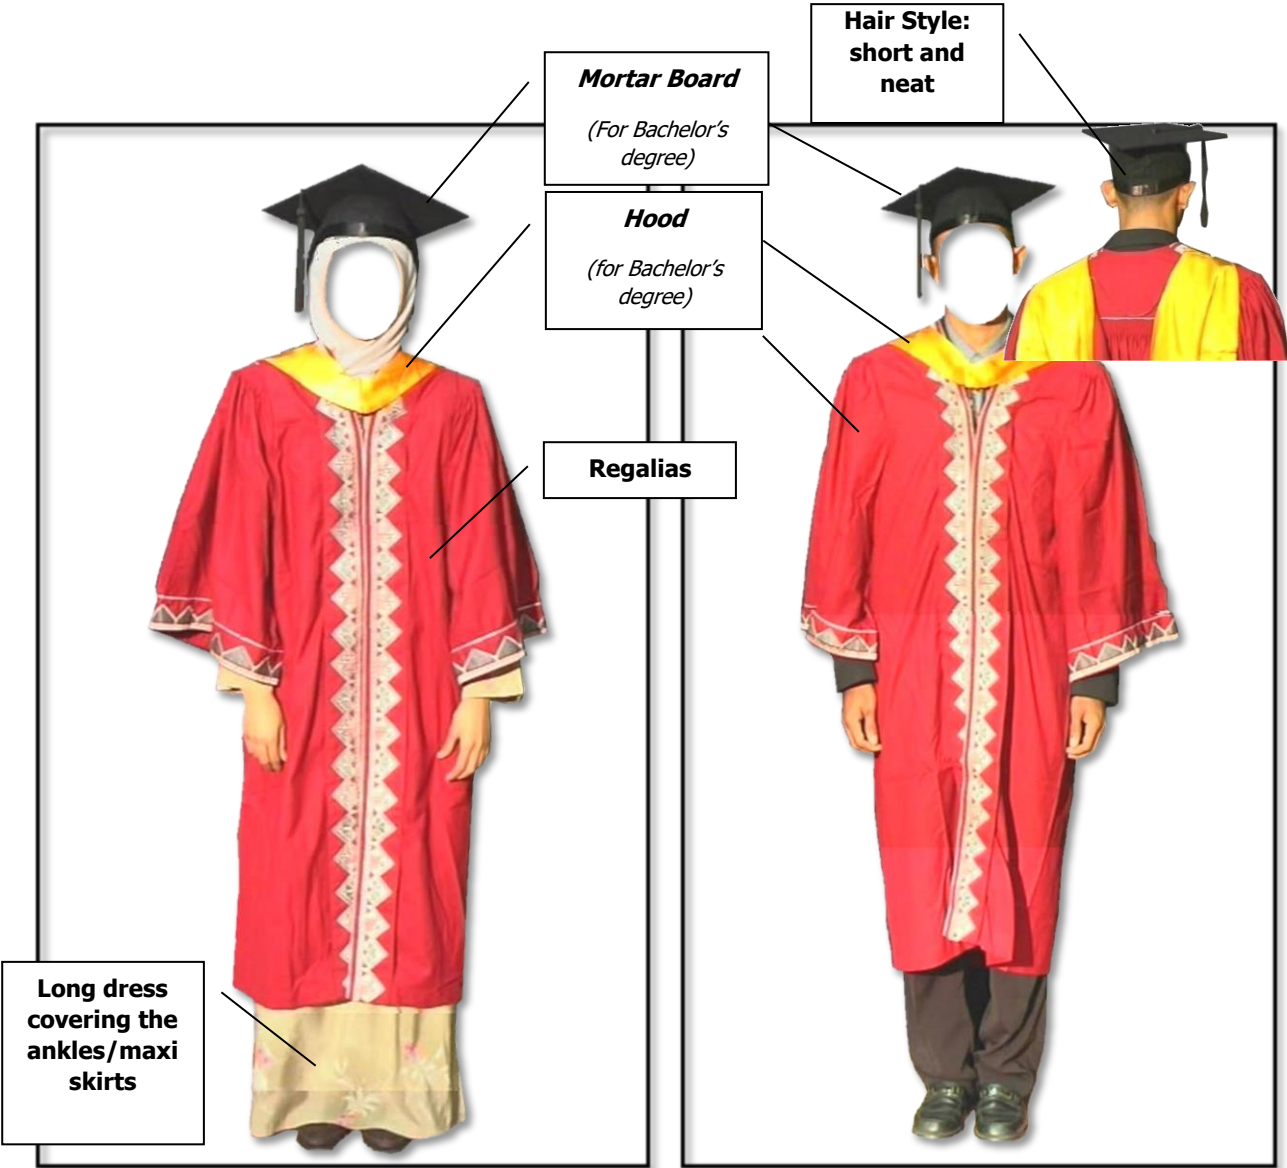 Hair Style:
short and
neat
Mortar Board
(For Bachelor's
degree)
Hood
(for Bachelor's
degree)
Regalias
Long dress
covering the
ankles/maxi
skirts